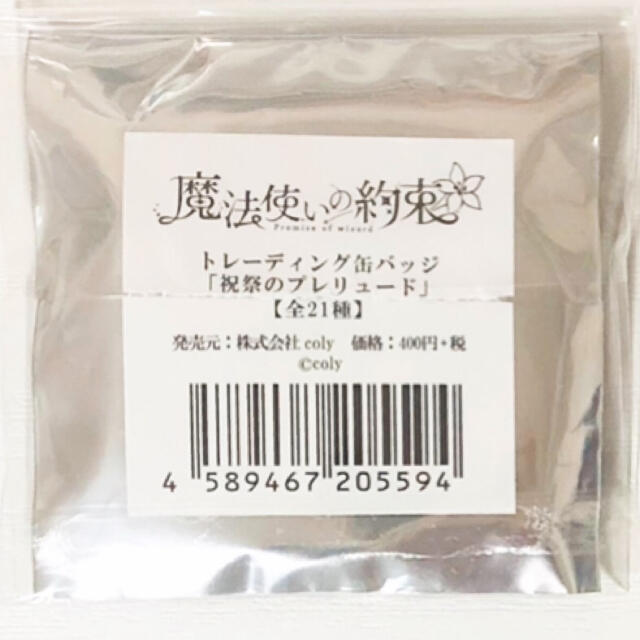 魔法使いの約束
Promise of wizard
トレーディング缶バッジ
「祝祭のプレリュード」
【全21種】
発売元：株式会社 coly　価格：400円+税
©coly
4 589467 205594